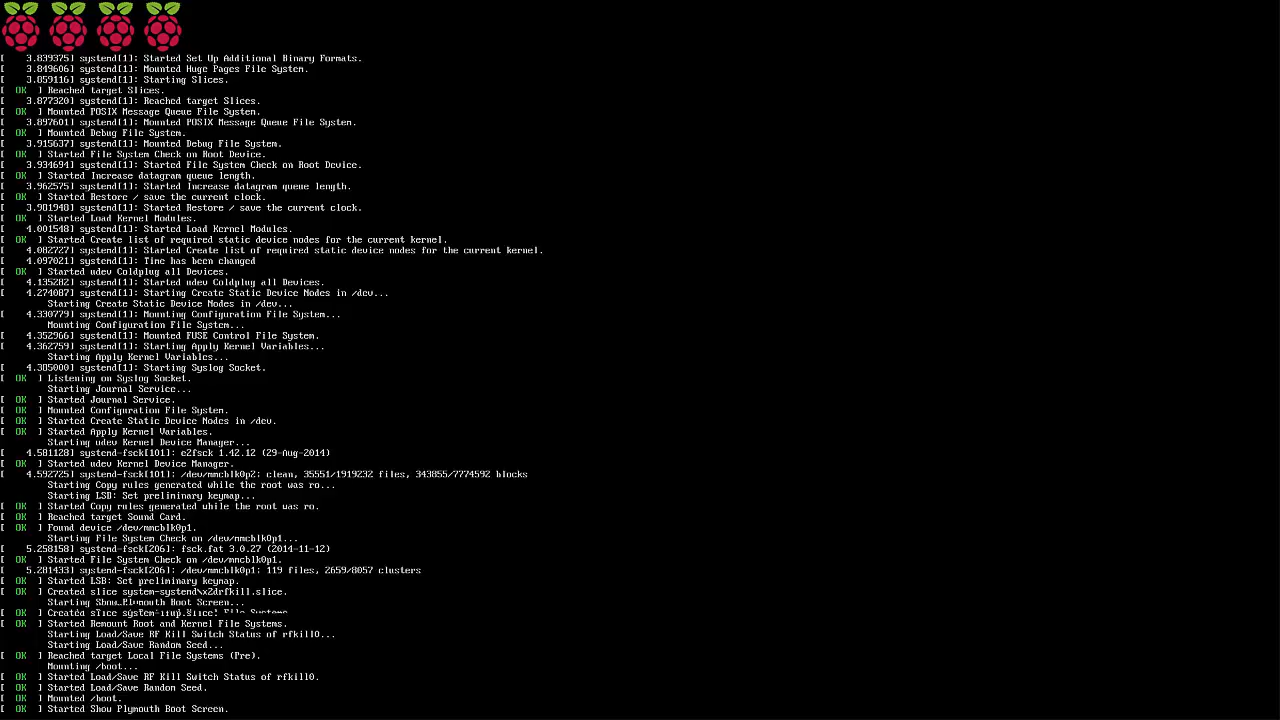 [    3.839375] systemd[1]: Started Set Up Additional Binary Formats.
[    3.849606] systemd[1]: Mounted Huge Pages File System.
[    3.859116] systemd[1]: Starting Slices.
[  OK  ] Reached target Slices.
[    3.877320] systemd[1]: Reached target Slices.
[  OK  ] Mounted POSIX Message Queue File System.
[    3.897601] systemd[1]: Mounted POSIX Message Queue File System.
[  OK  ] Mounted Debug File System.
[    3.915637] systemd[1]: Mounted Debug File System.
[  OK  ] Started File System Check on Root Device.
[    3.934694] systemd[1]: Started File System Check on Root Device.
[  OK  ] Started Increase datagram queue length.
[    3.962575] systemd[1]: Started Increase datagram queue length.
[  OK  ] Started Restore / save the current clock.
[    3.981948] systemd[1]: Started Restore / save the current clock.
[  OK  ] Started Load Kernel Modules.
[    4.001548] systemd[1]: Started Load Kernel Modules.
[  OK  ] Started Create list of required static device nodes for the current kernel.
[    4.082727] systemd[1]: Started Create list of required static device nodes for the current kernel.
[    4.097021] systemd[1]: Time has been changed
[  OK  ] Started udev Coldplug all Devices.
[    4.135282] systemd[1]: Started udev Coldplug all Devices.
[    4.274087] systemd[1]: Starting Create Static Device Nodes in /dev...
Starting Create Static Device Nodes in /dev...
[    4.330779] systemd[1]: Mounting Configuration File System...
Mounting Configuration File System...
[    4.352966] systemd[1]: Mounted FUSE Control File System.
[    4.362759] systemd[1]: Starting Apply Kernel Variables...
Starting Apply Kernel Variables...
[    4.385000] systemd[1]: Starting Syslog Socket.
[  OK  ] Listening on Syslog Socket.
Starting Journal Service...
[  OK  ] Started Journal Service.
[  OK  ] Mounted Configuration File System.
[  OK  ] Started Create Static Device Nodes in /dev.
[  OK  ] Started Apply Kernel Variables.
Starting udev Kernel Device Manager...
[    4.581128] systemd-fsck[101]: e2fsck 1.42.12 (29-Aug-2014)
[  OK  ] Started udev Kernel Device Manager.
[    4.592725] systemd-fsck[101]: /dev/mmcblk0p2: clean, 35551/1919232 files, 343855/7774592 blocks
Starting Copy rules generated while the root was ro...
Starting LSB: Set preliminary keymap...
[  OK  ] Started Copy rules generated while the root was ro.
[  OK  ] Reached target Sound Card.
[  OK  ] Found device /dev/mmcblk0p1.
Starting File System Check on /dev/mmcblk0p1...
[    5.258158] systemd-fsck[206]: fsck.fat 3.0.27 (2014-11-12)
[  OK  ] Started File System Check on /dev/mmcblk0p1.
[    5.281433] systemd-fsck[206]: /dev/mmcblk0p1: 119 files, 2659/8057 clusters
[  OK  ] Started LSB: Set preliminary keymap.
[  OK  ] Created slice system-systemd\x2drfkill.slice.
Starting Show Plymouth Boot Screen...
[  OK  ] Created slice
[  OK  ] Started Remount Root and Kernel File Systems.
Starting Load/Save RF Kill Switch Status of rfkill0...
Starting Load/Save Random Seed...
[  OK  ] Reached target Local File Systems (Pre).
Mounting /boot...
[  OK  ] Started Load/Save RF Kill Switch Status of rfkill0.
[  OK  ] Started Load/Save Random Seed.
[  OK  ] Mounted /boot.
[  OK  ] Started Show Plymouth Boot Screen.